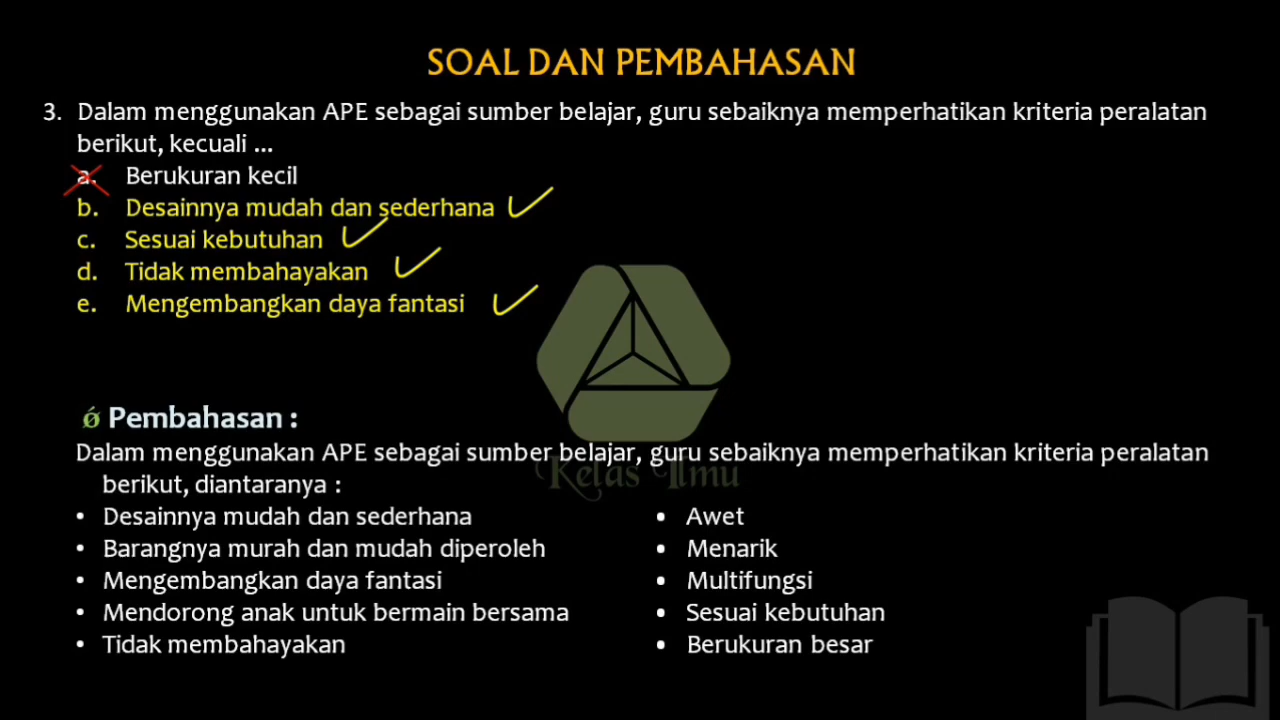 SOAL DAN PEMBAHASAN
3. Dalam menggunakan APE sebagai sumber belajar, guru sebaiknya memperhatikan kriteria peralatan
berikut, kecuali ...
a. Berukuran kecil
b. Desainnya mudah dan sederhana
c. Sesuai kebutuhan
d. Tidak membahayakan
e. Mengembangkan daya fantasi
ǿ Pembahasan :
Dalam menggunakan APE sebagai sumber belajar, guru sebaiknya memperhatikan kriteria peralatan
berikut, diantaranya :
• Desainnya mudah dan sederhana
• Barangnya murah dan mudah diperoleh
• Mengembangkan daya fantasi
• Mendorong anak untuk bermain bersama
• Tidak membahayakan
• Awet
• Menarik
• Multifungsi
• Sesuai kebutuhan
• Berukuran besar
Kelas Ilmu